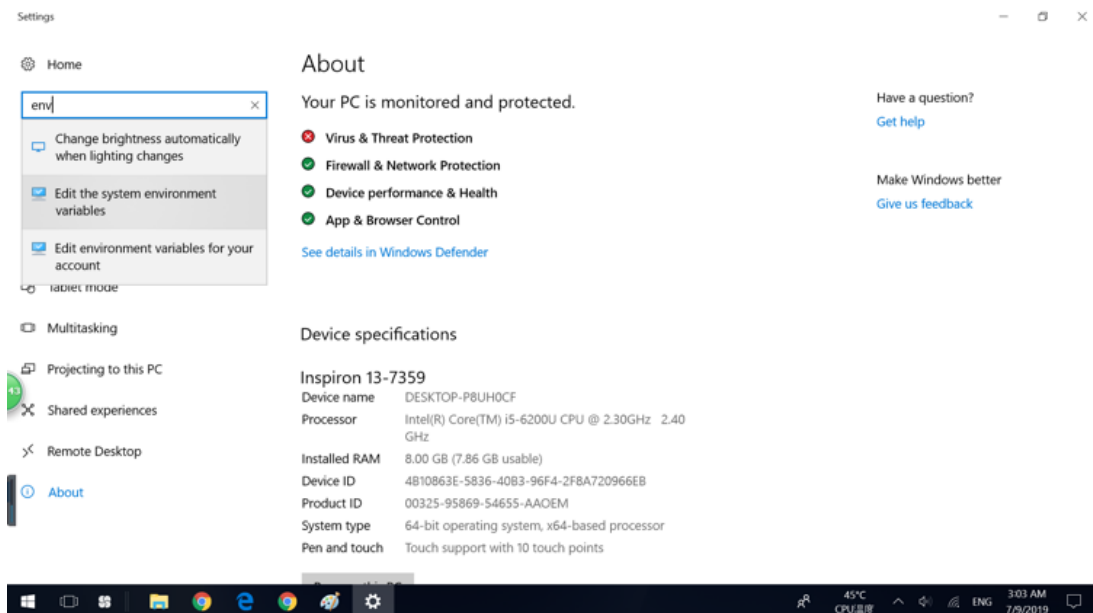 Settings
Home
env
Change brightness automatically
when lighting changes
Edit the system environment
variables
Edit environment variables for your
account
Tablet mode
Multitasking
Projecting to this PC
Shared experiences
Remote Desktop
About
About
Your PC is monitored and protected.
Virus & Threat Protection
Firewall & Network Protection
Device performance & Health
App & Browser Control
See details in Windows Defender
Device specifications
Inspiron 13-7359
Device name DESKTOP-P8UH0CF
Processor Intel(R) Core(TM) i5-6200U CPU @ 2.30GHz 2.40
GHz
Installed RAM 8.00 GB (7.86 GB usable)
Device ID 4B10863E-5836-40B3-96F4-2F8A720966EB
Product ID 00325-95869-54655-AAOEM
System type 64-bit operating system, x64-based processor
Pen and touch Touch support with 10 touch points
Have a question?
Get help
Make Windows better
Give us feedback
45°C
CPU温度
ENG
3:03 AM
7/9/2019